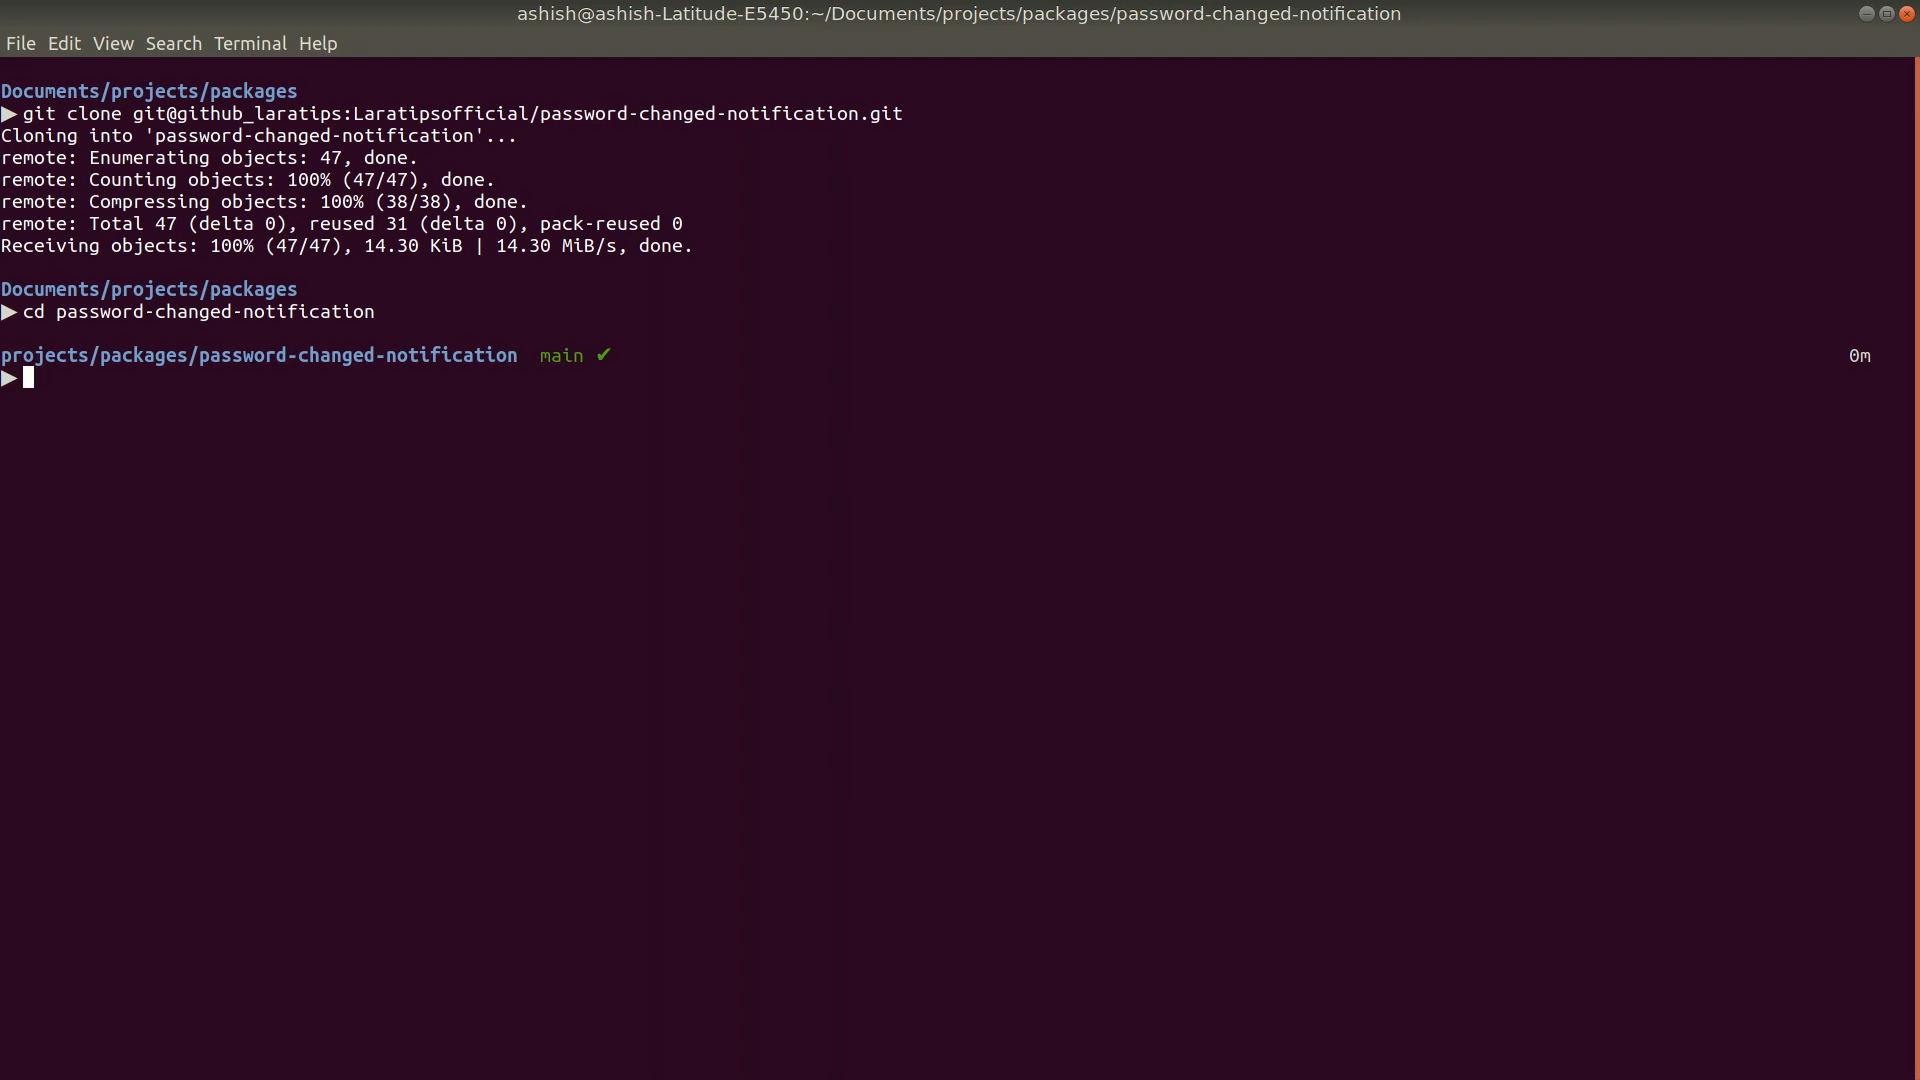 ashish@ashish-Latitude-E5450:~/Documents/projects/packages/password-changed-notification
File Edit View Search Terminal Help
Documents/projects/packages
▶ git clone git@github_laratips:Laratipsofficial/password-changed-notification.git
Cloning into 'password-changed-notification'...
remote: Enumerating objects: 47, done.
remote: Counting objects: 100% (47/47), done.
remote: Compressing objects: 100% (38/38), done.
remote: Total 47 (delta 0), reused 31 (delta 0), pack-reused 0
Receiving objects: 100% (47/47), 14.30 KiB | 14.30 MiB/s, done.
Documents/projects/packages
▶ cd password-changed-notification
projects/packages/password-changed-notification main ✔ 0m
▶